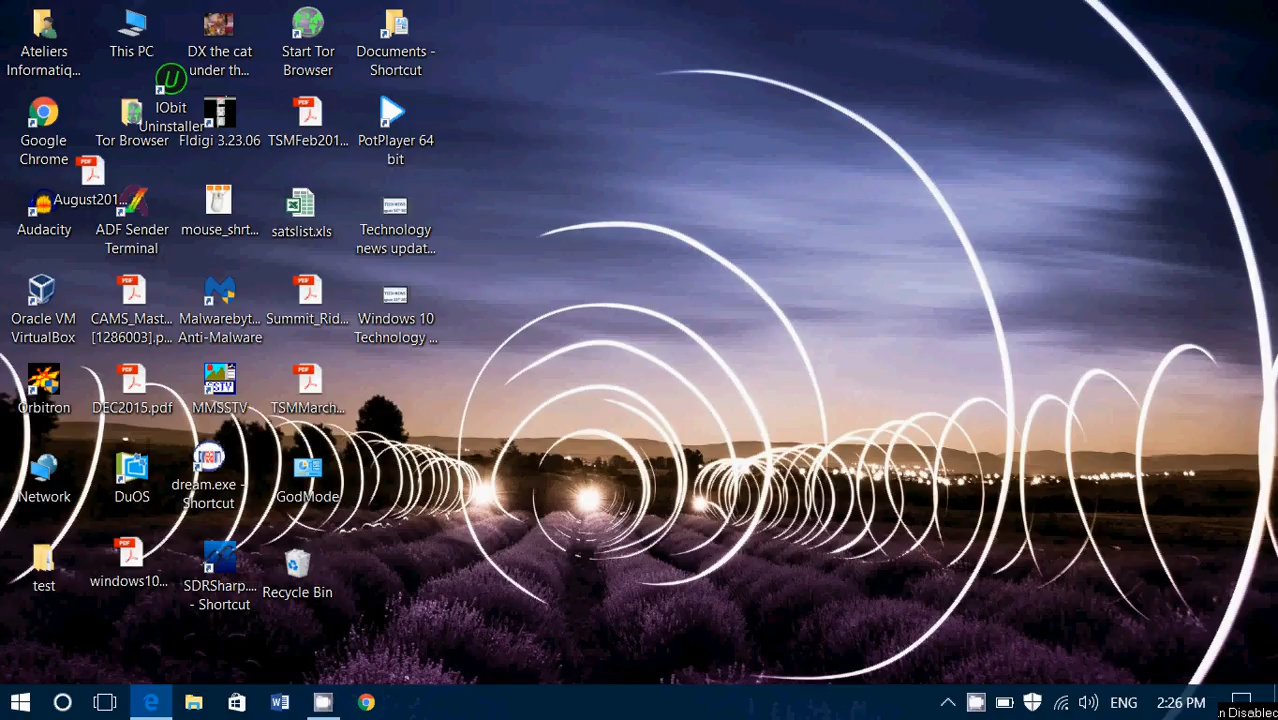 Ateliers
Informatiq...
This PC
DX the cat
under th...
Start Tor
Browser
Documents -
Shortcut
Google
Chrome
IObit
Uninstaller
Tor Browser
Fldigi 3.23.06
TSMFeb201...
PotPlayer 64
bit
August201...
Audacity
ADF Sender
Terminal
mouse_shrt...
satslist.xls
Technology
news updat...
Oracle VM
VirtualBox
CAMS_Mast...
[1286003].p...
Malwarebyt...
Anti-Malware
Summit_Rid...
Windows 10
Technology ...
Orbitron
DEC2015.pdf
MMSSTV
TSMMarch...
Network
DuOS
dream.exe -
Shortcut
GodMode
test
windows10...
SDRSharp....
- Shortcut
Recycle Bin
ENG
2:26 PM
n Disabled